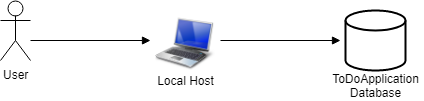 User
Local Host
ToDoApplication
Database